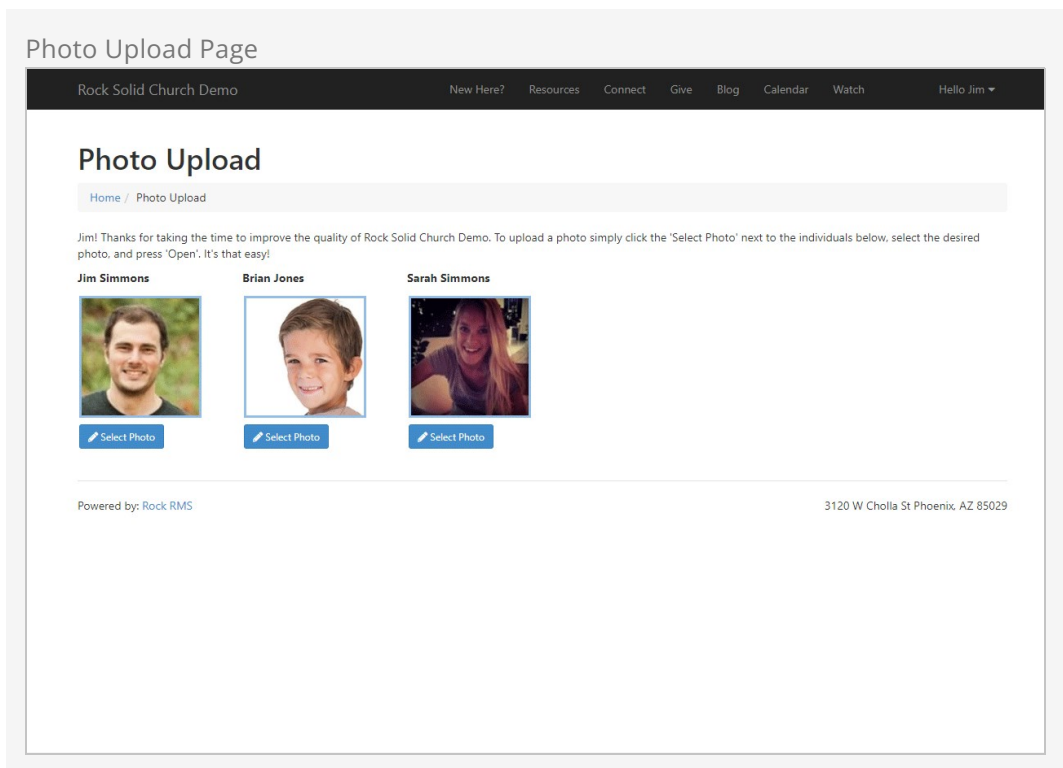 Photo Upload Page
Rock Solid Church Demo New Here? Resources Connect Give Blog Calendar Watch Hello Jim
Photo Upload
Home / Photo Upload
Jim! Thanks for taking the time to improve the quality of Rock Solid Church Demo. To upload a photo simply click the 'Select Photo' next to the individuals below, select the desired
photo, and press 'Open'. It's that easy!
Jim Simmons Brian Jones Sarah Simmons
Select Photo Select Photo Select Photo
Powered by: Rock RMS 3120 W Cholla St Phoenix, AZ 85029